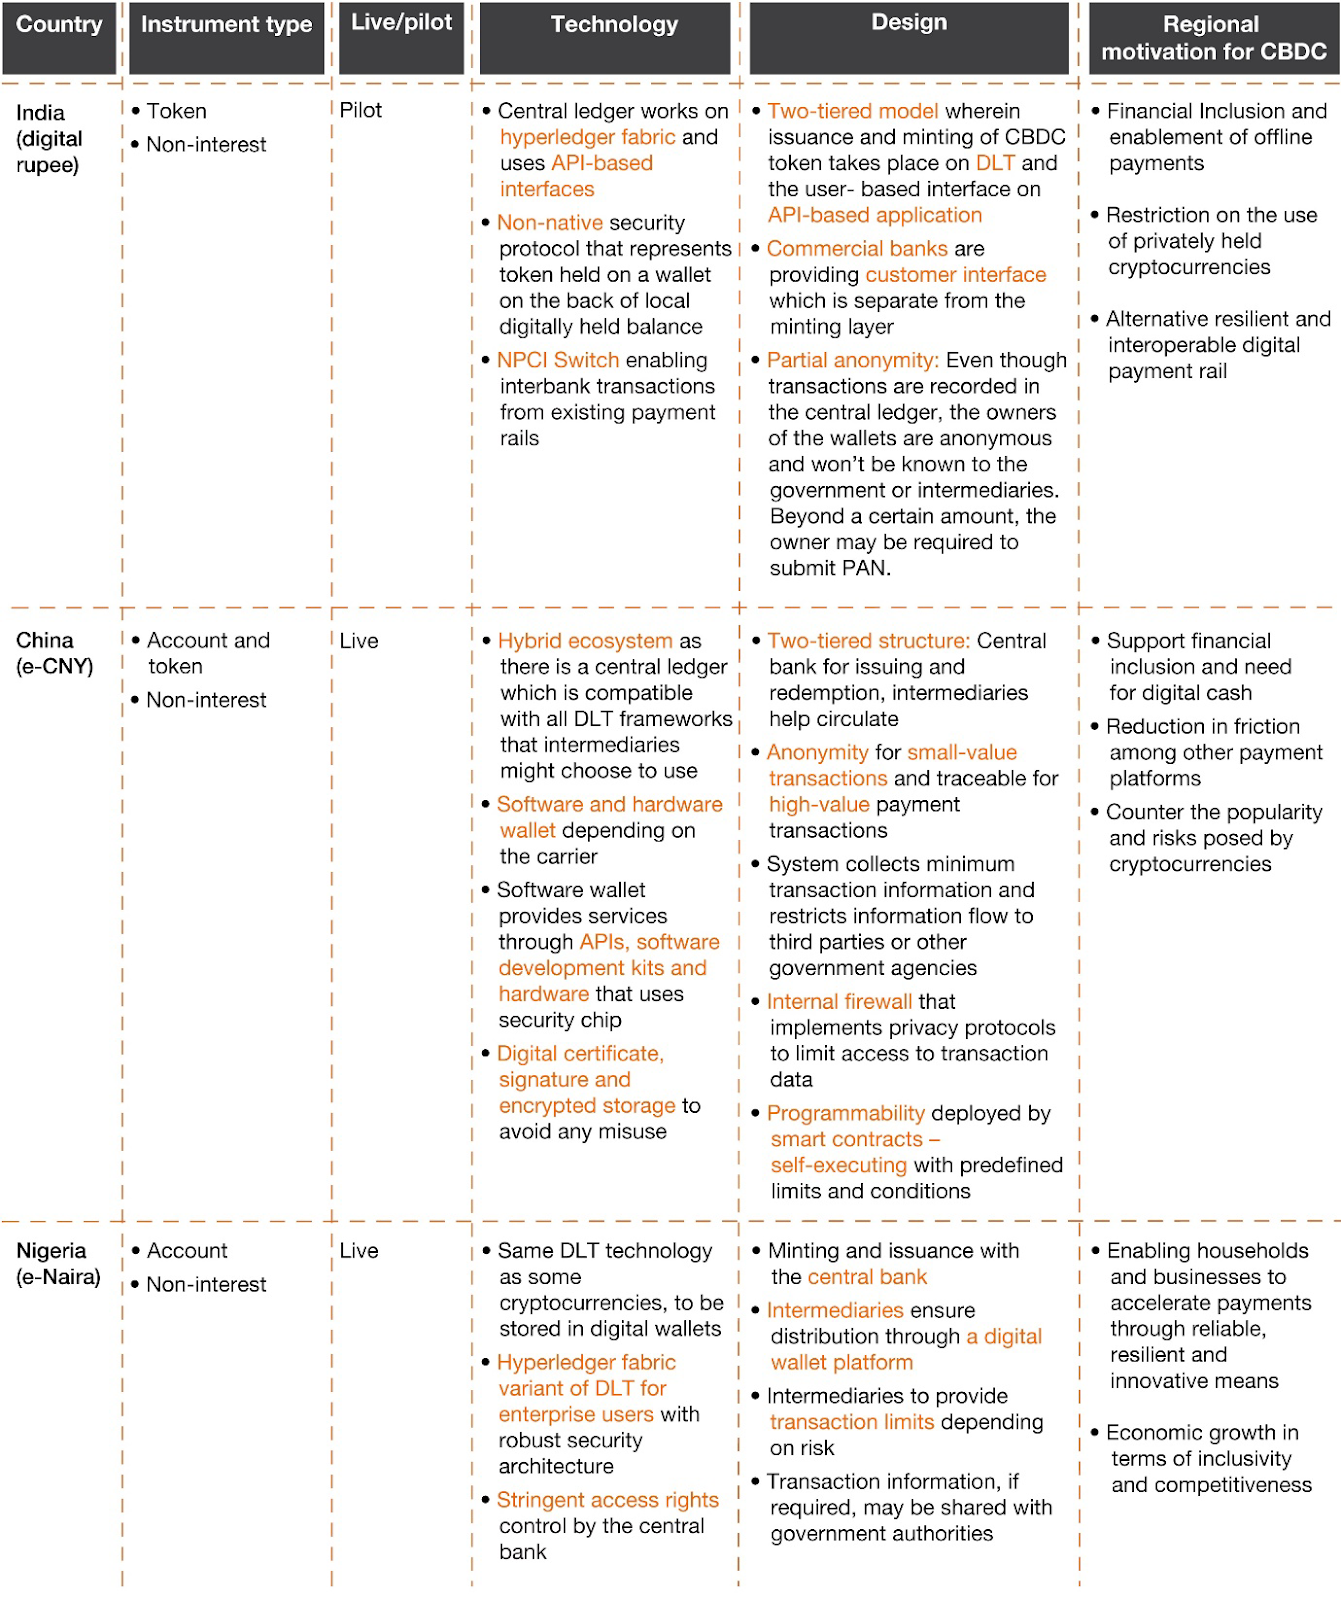 Country
Instrument type
Live/pilot
Technology
Design
Regional
motivation for CBDC
India
(digital
rupee)
• Token
• Non-interest
Pilot
• Central ledger works on
hyperledger fabric and
uses API-based
interfaces
• Non-native security
protocol that represents
token held on a wallet
on the back of local
digitally held balance
• NPCI Switch enabling
interbank transactions
from existing payment
rails
• Two-tiered model wherein
issuance and minting of CBDC
token takes place on DLT and
the user- based interface on
API-based application
• Commercial banks are
providing customer interface
which is separate from the
minting layer
• Partial anonymity: Even though
transactions are recorded in
the central ledger, the owners
of the wallets are anonymous
and won’t be known to the
government or intermediaries.
Beyond a certain amount, the
owner may be required to
submit PAN.
• Financial Inclusion and
enablement of offline
payments
• Restriction on the use
of privately held
cryptocurrencies
• Alternative resilient and
interoperable digital
payment rail
China
(e-CNY)
• Account and
token
• Non-interest
Live
• Hybrid ecosystem as
there is a central ledger
which is compatible
with all DLT frameworks
that intermediaries
might choose to use
• Software and hardware
wallet depending on
the carrier
• Software wallet
provides services
through APIs, software
development kits and
hardware that uses
security chip
• Digital certificate,
signature and
encrypted storage to
avoid any misuse
• Two-tiered structure: Central
bank for issuing and
redemption, intermediaries
help circulate
• Anonymity for small-value
transactions and traceable for
high-value payment
transactions
• System collects minimum
transaction information and
restricts information flow to
third parties or other
government agencies
• Internal firewall that
implements privacy protocols
to limit access to transaction
data
• Programmability deployed by
smart contracts –
self-executing with predefined
limits and conditions
• Support financial
inclusion and need
for digital cash
• Reduction in friction
among other payment
platforms
• Counter the popularity
and risks posed by
cryptocurrencies
Nigeria
(e-Naira)
• Account
• Non-interest
Live
• Same DLT technology
as some
cryptocurrencies, to be
stored in digital wallets
• Hyperledger fabric
variant of DLT for
enterprise users with
robust security
architecture
• Stringent access rights
control by the central
bank
• Minting and issuance with
the central bank
• Intermediaries ensure
distribution through a digital
wallet platform
• Intermediaries to provide
transaction limits depending
on risk
• Transaction information, if
required, may be shared with
government authorities
• Enabling households
and businesses to
accelerate payments
through reliable,
resilient and
innovative means
• Economic growth in
terms of inclusivity
and competitiveness